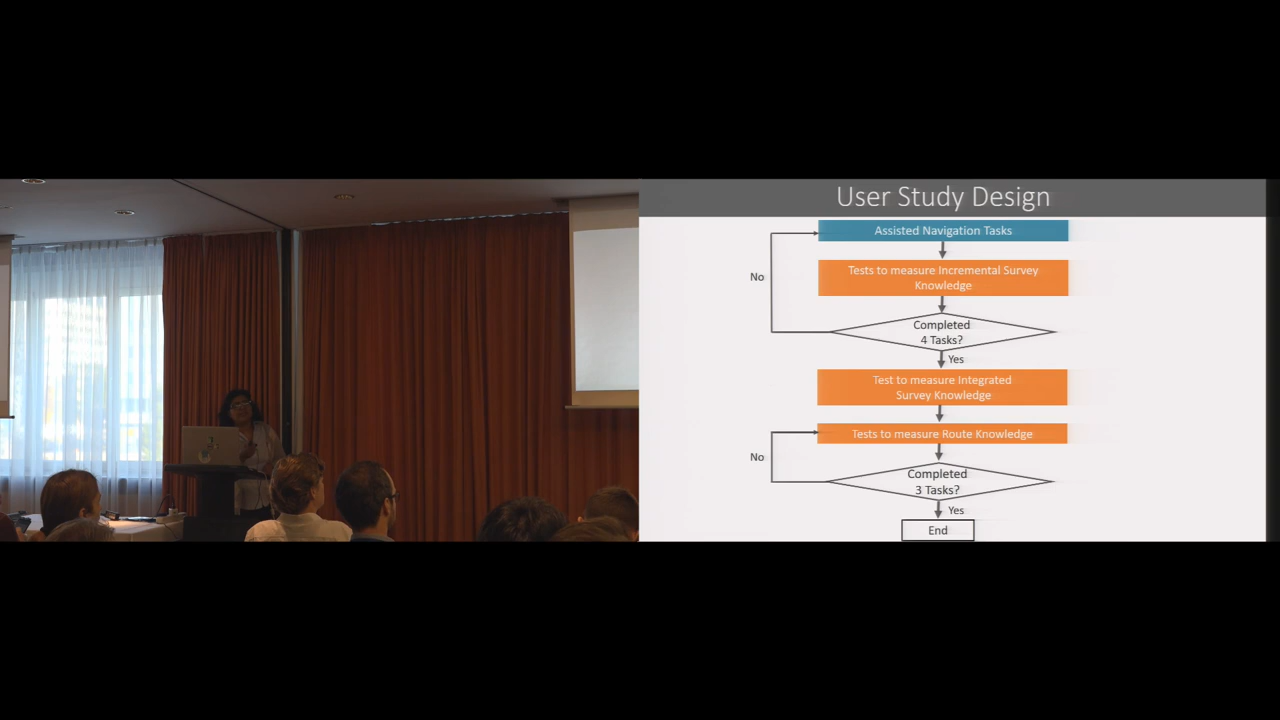 User Study Design
Assisted Navigation Tasks
No
Tests to measure Incremental Survey
Knowledge
Completed
4 Tasks?
Yes
Test to measure Integrated
Survey Knowledge
Tests to measure Route Knowledge
No
Completed
3 Tasks?
Yes
End